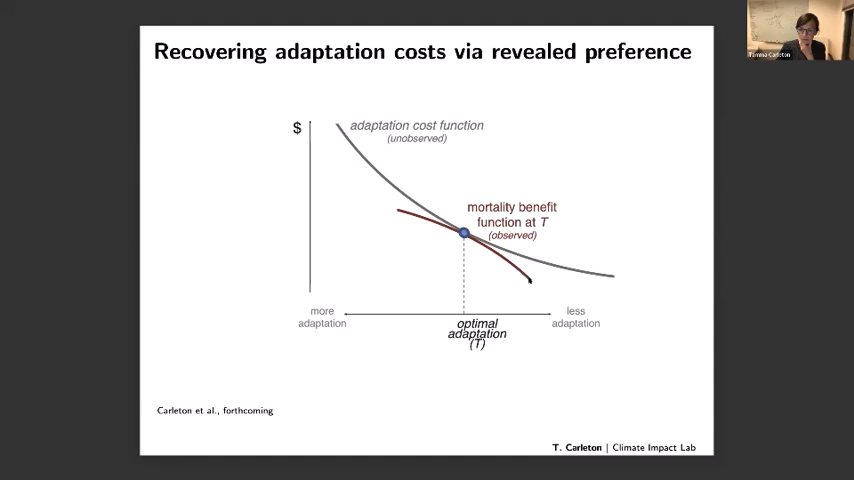 Recovering adaptation costs via revealed preference
Tamma Carleton
$
adaptation cost function
(unobserved)
mortality benefit
function at T
(observed)
more
adaptation
optimal
adaptation
(T)
less
adaptation
Carleton et al., forthcoming
T. Carleton | Climate Impact Lab